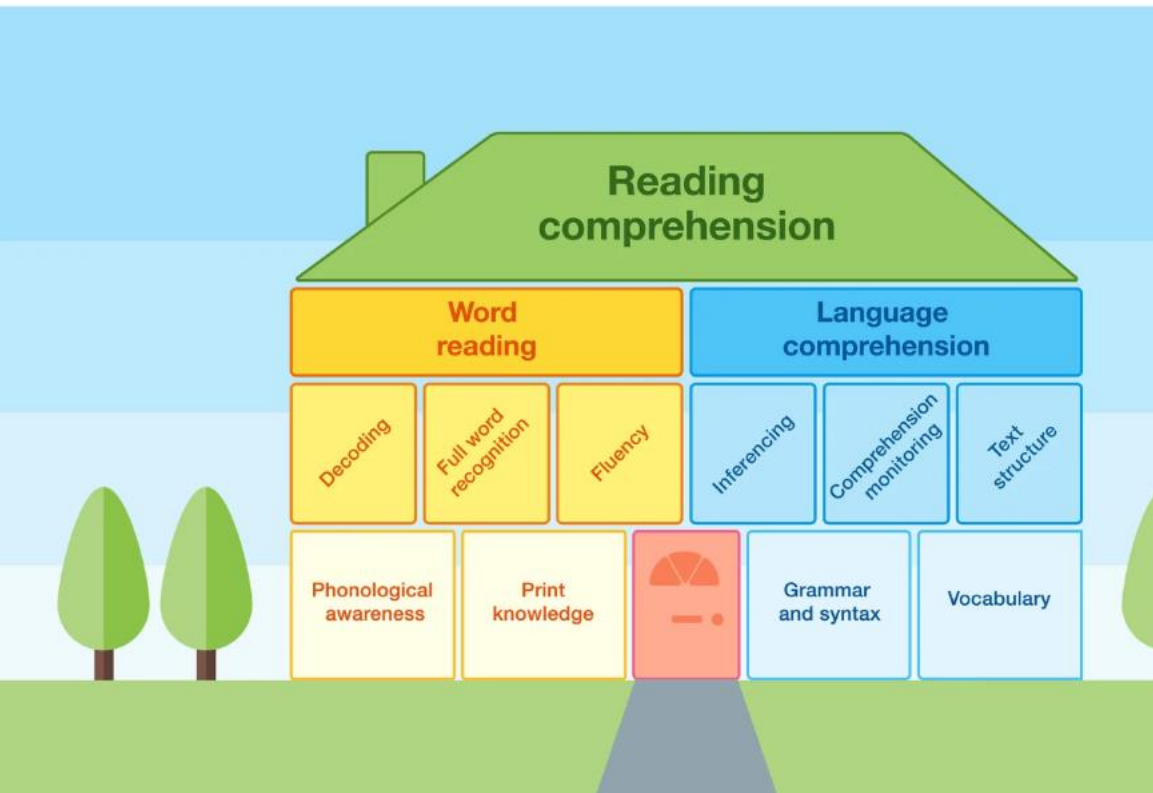 Reading
comprehension
Word
reading
Language
comprehension
Decoding
Full word
recognition
Fluency
Inferencing
Comprehension
monitoring
Text
structure
Phonological
awareness
Print
knowledge
Grammar
and syntax
Vocabulary